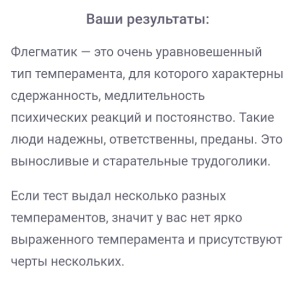 Ваши результаты:
Флегматик — это очень уравновешенный
тип темперамента, для которого характерны
сдержанность, медлительность
психических реакций и постоянство. Такие
люди надежны, ответственны, преданы. Это
выносливые и старательные трудоголики.
Если тест выдал несколько разных
темпераментов, значит у вас нет ярко
выраженного темперамента и присутствуют
черты нескольких.